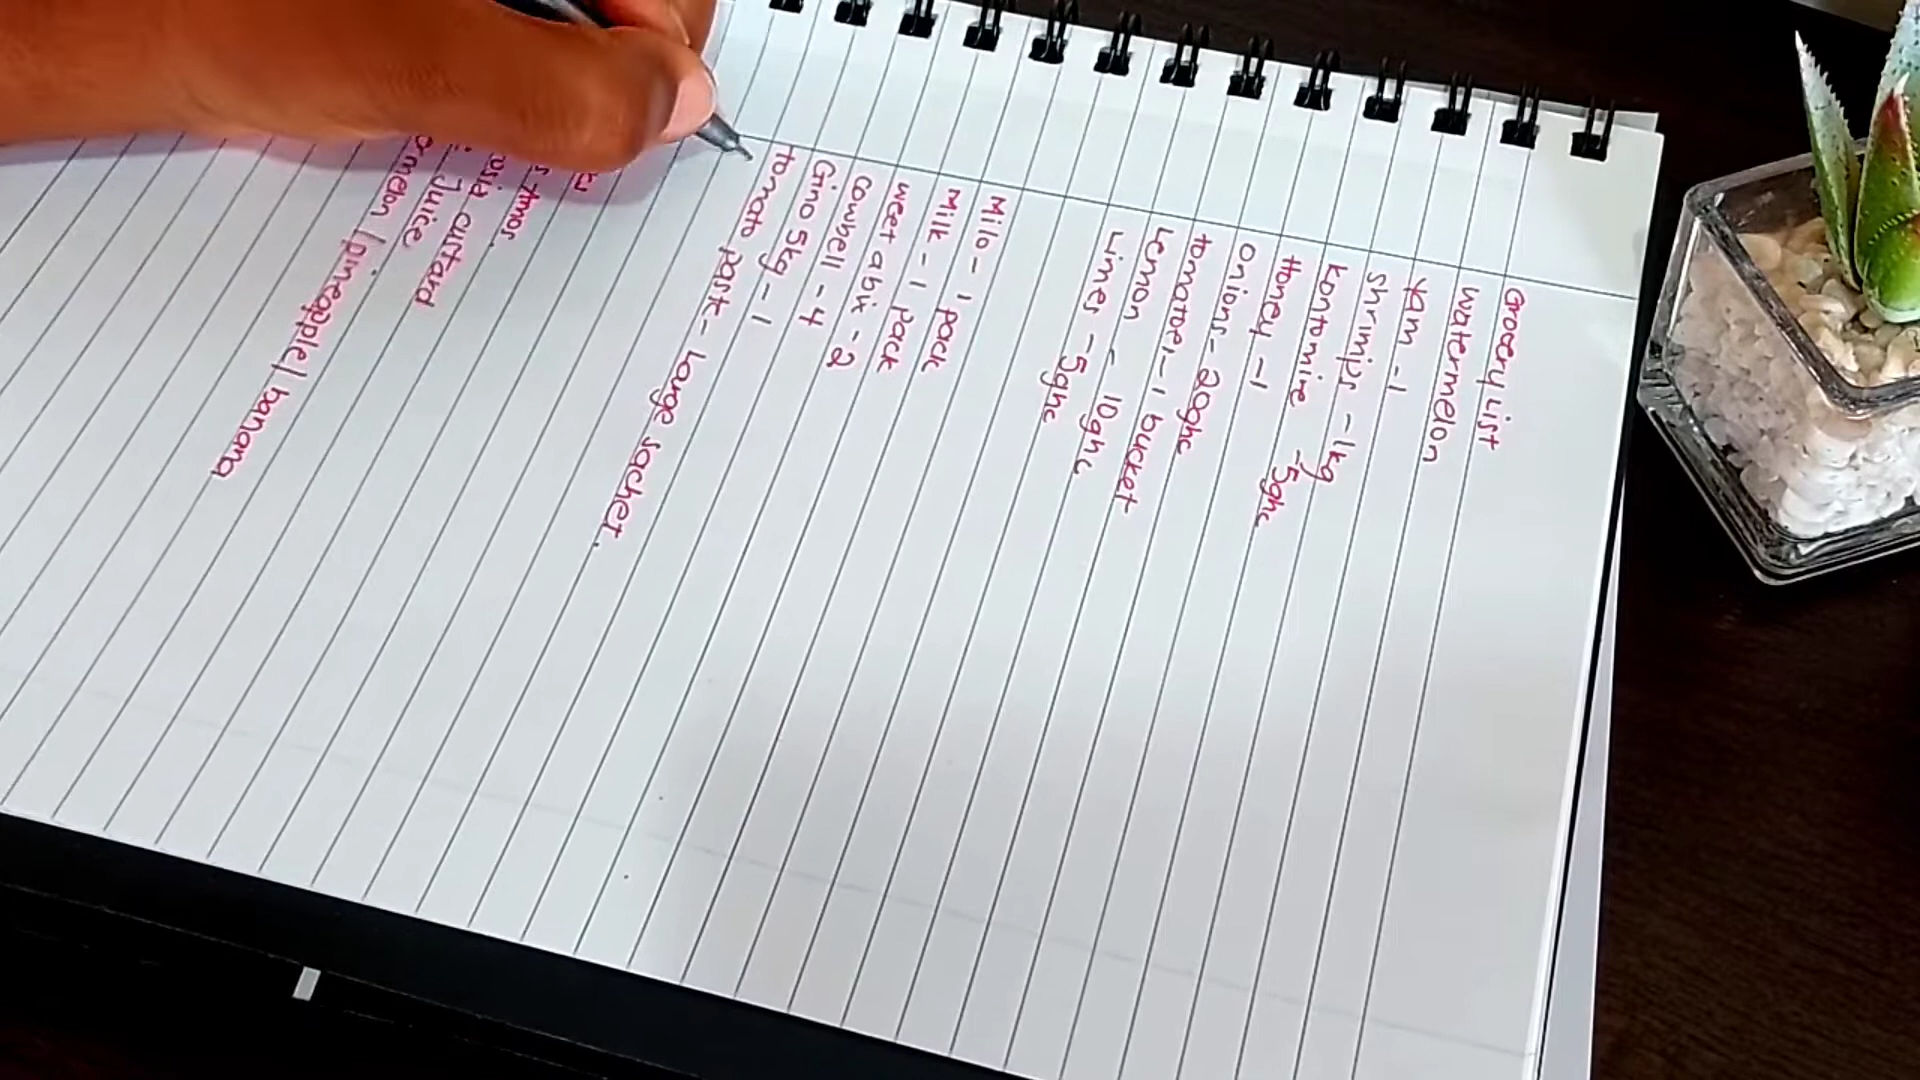 Grocery List
Watermelon
Yam - 1
Shrimps - 1kg
Kontomire - 5ghc
Honey - 1
Onions - 20ghc
tomatoes - 1 bucket
Lemon - 10ghc
Limes - 5ghc
Milo - 1 pack
Milk - 1 pack
weetabix - 2
Cowbell - 4
Gino 5kg - 1
tomato past - large sachet.
custard
: Juice
melon / pineapple / banana